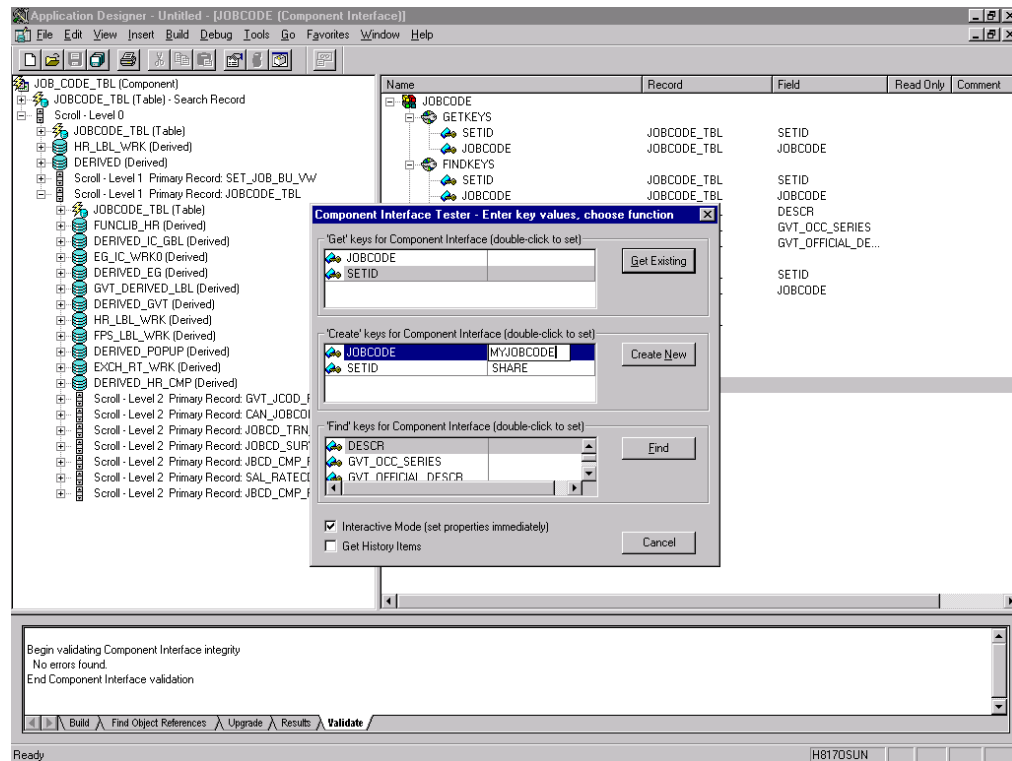 Application Designer - Untitled - [JOBCODE (Component Interface)]
File Edit View Insert Build Debug Tools Go Favorites Window Help
JOB_CODE_TBL (Component)
JOBCODE_TBL (Table) - Search Record
Scroll - Level 0
JOBCODE_TBL (Table)
HR_LBL_WRK (Derived)
DERIVED (Derived)
Scroll - Level 1 Primary Record: SET_JOB_BU_VW
Scroll - Level 1 Primary Record: JOBCODE_TBL
JOBCODE_TBL (Table)
FUNCLIB_HR (Derived)
DERIVED_IC_GBL (Derived)
EG_IC_WRK0 (Derived)
DERIVED_EG (Derived)
GVT_DERIVED_LBL (Derived)
DERIVED_GVT (Derived)
HR_LBL_WRK (Derived)
FPS_LBL_WRK (Derived)
DERIVED_POPUP (Derived)
EXCH_RT_WRK (Derived)
DERIVED_HR_CMP (Derived)
Scroll - Level 2 Primary Record: GVT_JCOD_
Scroll - Level 2 Primary Record: CAN_JOBCO
Scroll - Level 2 Primary Record: JOBCD_TRN_
Scroll - Level 2 Primary Record: JOBCD_SUR
Scroll - Level 2 Primary Record: JBCD_CMP_
Scroll - Level 2 Primary Record: SAL_RATEC
Scroll - Level 2 Primary Record: JBCD_CMP_
Name Record Field Read Only Comment
JOBCODE
GETKEYS
SETID JOBCODE_TBL SETID
JOBCODE JOBCODE_TBL JOBCODE
FINDKEYS
SETID JOBCODE_TBL SETID
JOBCODE JOBCODE_TBL JOBCODE
DESCR
GVT_OCC_SERIES
GVT_OFFICIAL_DE...
SETID
JOBCODE
Component Interface Tester - Enter key values, choose function
'Get' keys for Component Interface (double-click to set)
JOBCODE
SETID
Get Existing
'Create' keys for Component Interface (double-click to set)
JOBCODE MYJOBCODE
SETID SHARE
Create New
'Find' keys for Component Interface (double-click to set)
DESCR
GVT_OCC_SERIES
GVT_OFFICIAL_DESCR
Find
Interactive Mode (set properties immediately)
Get History Items
Cancel
Begin validating Component Interface integrity
No errors found.
End Component Interface validation
Build Find Object References Upgrade Results Validate
Ready H8170SUN